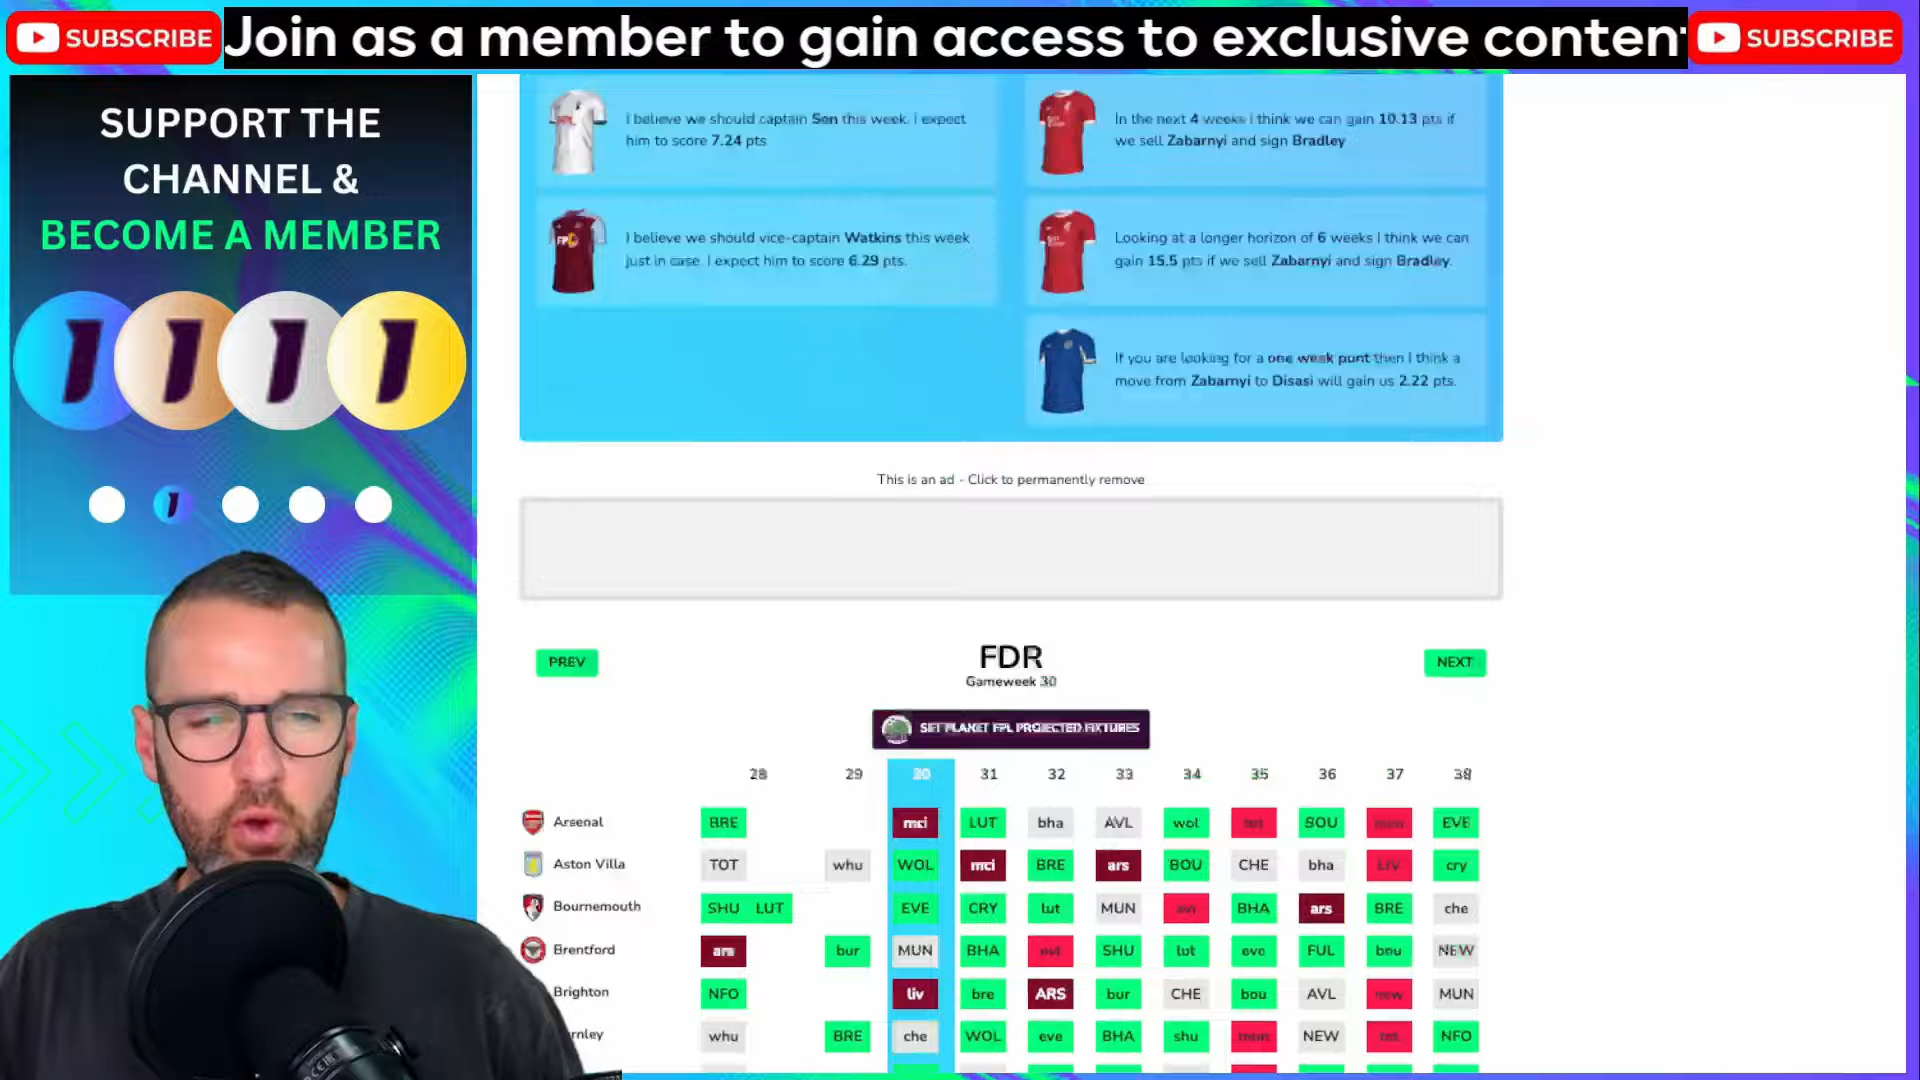 SUBSCRIBE
Join as a member to gain access to exclusive content
SUBSCRIBE
SUPPORT THE
CHANNEL &
BECOME A MEMBER
I believe we should captain Son this week. I expect
him to score 7.24 pts
I believe we should vice-captain Watkins this week
just in case. I expect him to score 6.29 pts.
In the next 4 weeks I think we can gain 10.13 pts if
we sell Zabarnyi and sign Bradley
Looking at a longer horizon of 6 weeks I think we can
gain 15.5 pts if we sell Zabarnyi and sign Bradley.
If you are looking for a one week punt then I think a
move from Zabarnyi to Disasi will gain us 2.22 pts.
This is an ad - Click to permanently remove
PREV
FDR
NEXT
Gameweek 30
SET PLANET FPL PROJECTED FIXTURES
28 29 30 31 32 33 34 35 36 37 38
Arsenal BRE mci LUT bha AVL wol BOU EVE
Aston Villa TOT whu WOL mci BRE ars BOU CHE bha LIV cry
Bournemouth SHU LUT EVE CRY lut MUN BHA ars BRE che
Brentford ars bur MUN BHA SHU lut eve FUL bou NEW
Brighton NFO liv bre ARS bur CHE bou AVL new MUN
rnley whu BRE che WOL eve BHA shu NEW NFO